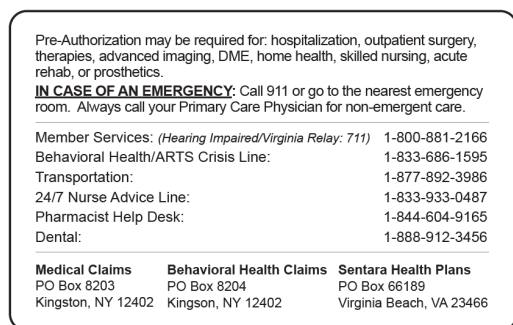 Pre-Authorization may be required for: hospitalization, outpatient surgery,
therapies, advanced imaging, DME, home health, skilled nursing, acute
rehab, or prosthetics.
IN CASE OF AN EMERGENCY: Call 911 or go to the nearest emergency
room. Always call your Primary Care Physician for non-emergent care.
Member Services: (Hearing Impaired/Virginia Relay: 711) 1-800-881-2166
Behavioral Health/ARTS Crisis Line: 1-833-686-1595
Transportation: 1-877-892-3986
24/7 Nurse Advice Line: 1-833-933-0487
Pharmacist Help Desk: 1-844-604-9165
Dental: 1-888-912-3456
Medical Claims Behavioral Health Claims Sentara Health Plans
PO Box 8203 PO Box 8204 PO Box 66189
Kingston, NY 12402 Kingson, NY 12402 Virginia Beach, VA 23466